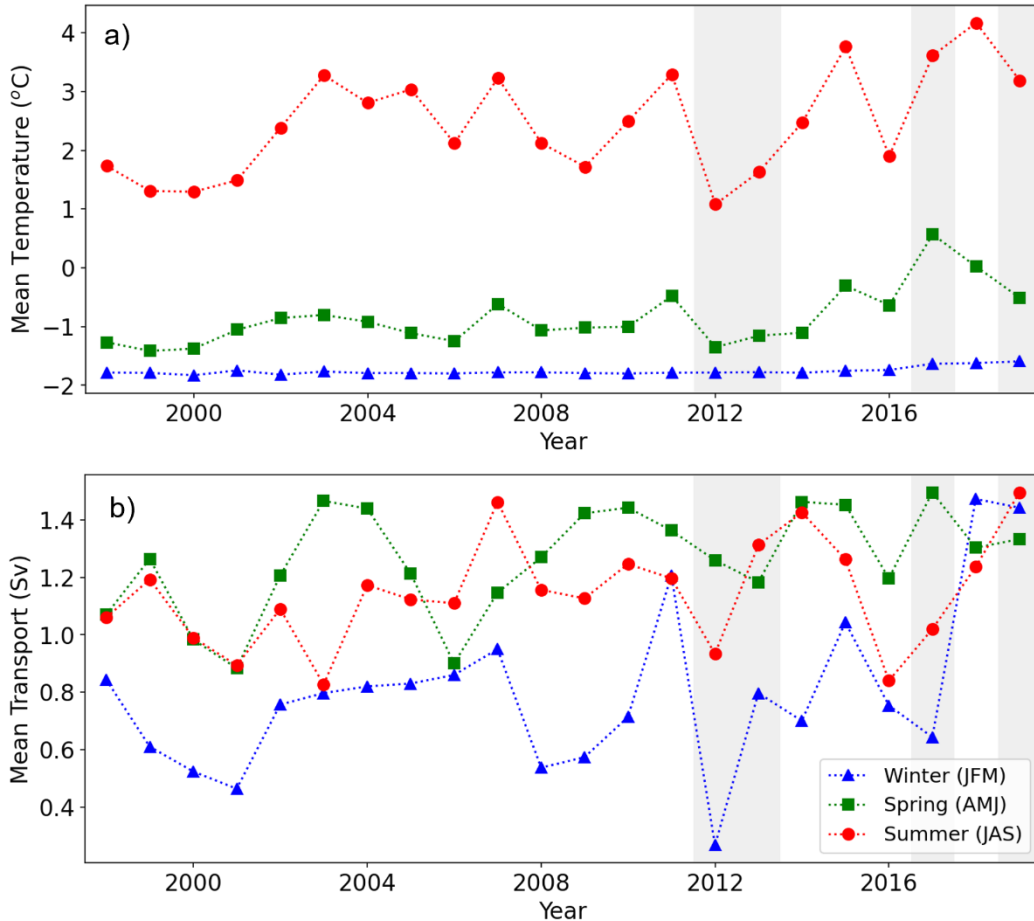 a)
Mean Temperature (°C)
4
3
2
1
0
−1
−2
2000 2004 2008 2012 2016
Year
b)
Mean Transport (Sv)
1.4
1.2
1.0
0.8
0.6
0.4
Winter (JFM)
Spring (AMJ)
Summer (JAS)
2000 2004 2008 2012 2016
Year